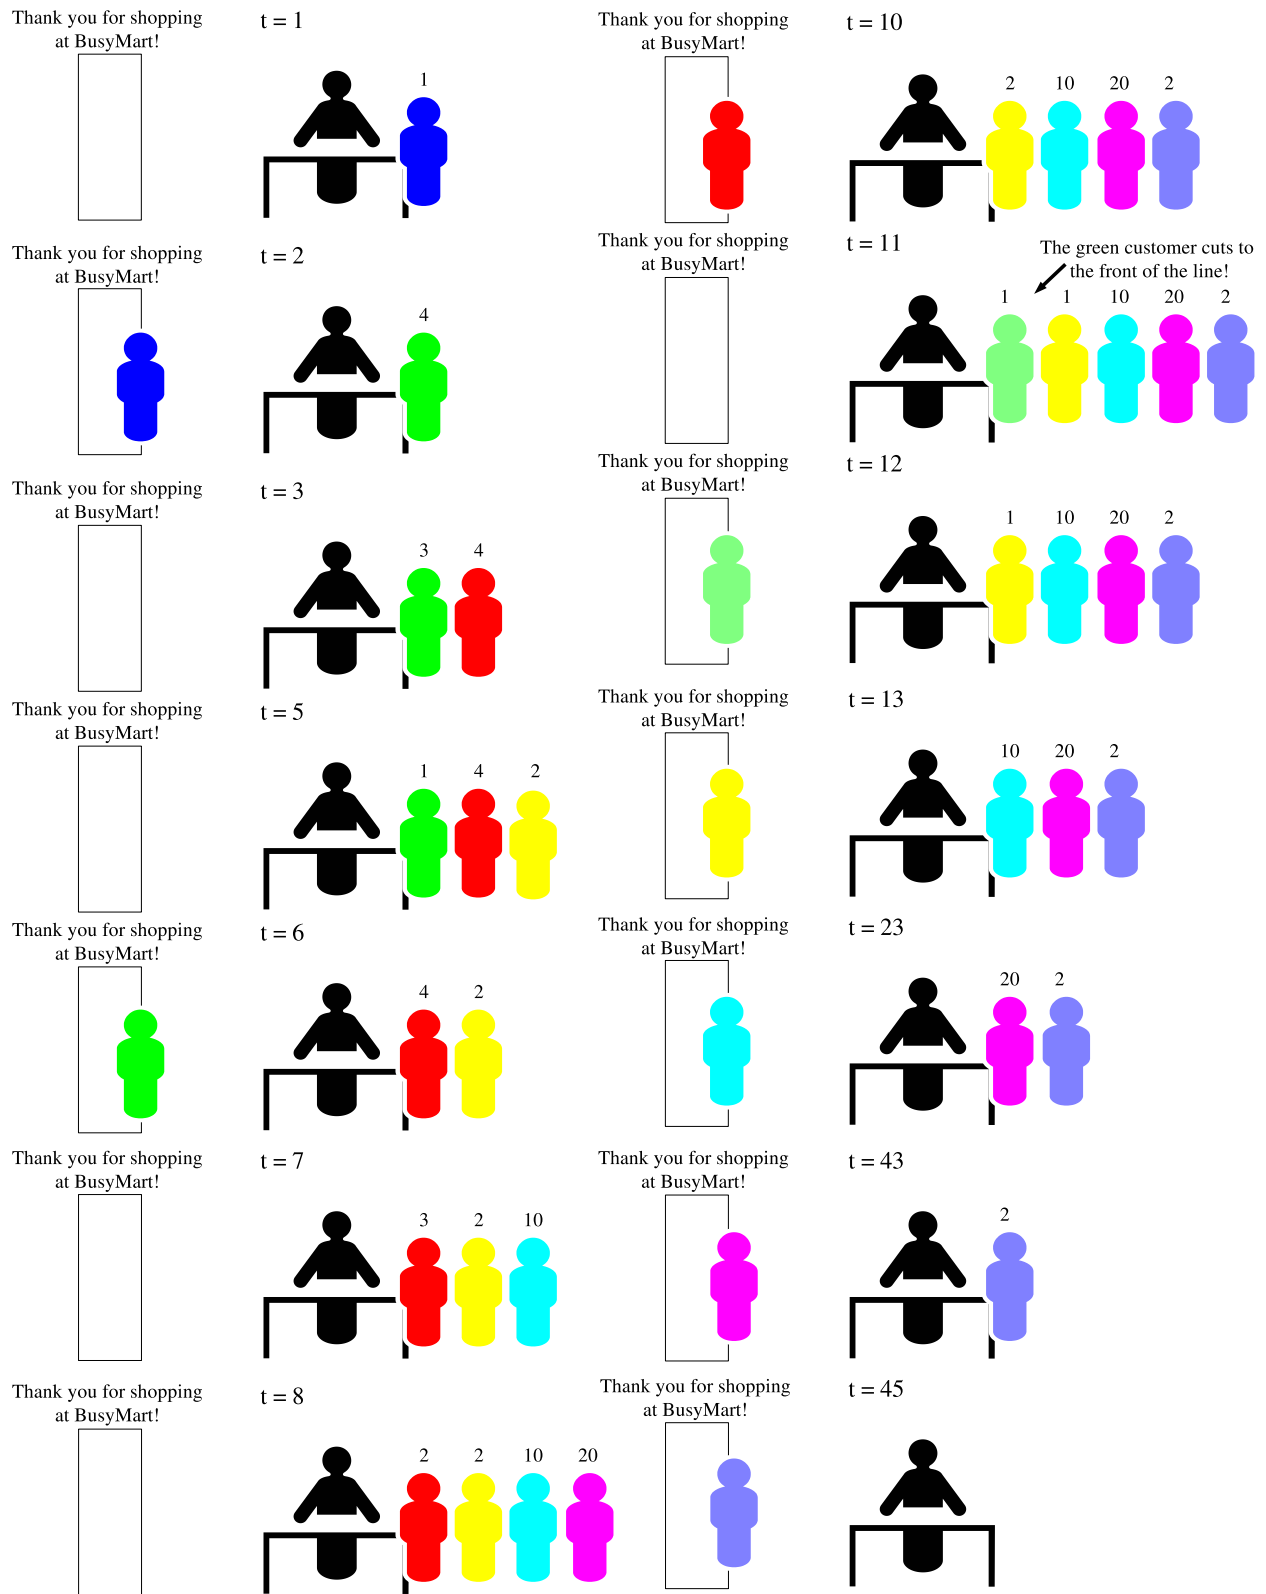 Thank you for shopping
at BusyMart!
t = 1
1
Thank you for shopping
at BusyMart!
t = 2
4
Thank you for shopping
at BusyMart!
t = 3
3 4
Thank you for shopping
at BusyMart!
t = 5
1 4 2
Thank you for shopping
at BusyMart!
t = 6
4 2
Thank you for shopping
at BusyMart!
t = 7
3 2 10
Thank you for shopping
at BusyMart!
t = 8
2 2 10 20
Thank you for shopping
at BusyMart!
t = 10
2 10 20 2
Thank you for shopping
at BusyMart!
t = 11
The green customer cuts to
the front of the line!
1 1 10 20 2
Thank you for shopping
at BusyMart!
t = 12
1 10 20 2
Thank you for shopping
at BusyMart!
t = 13
10 20 2
Thank you for shopping
at BusyMart!
t = 23
20 2
Thank you for shopping
at BusyMart!
t = 43
2
Thank you for shopping
at BusyMart!
t = 45